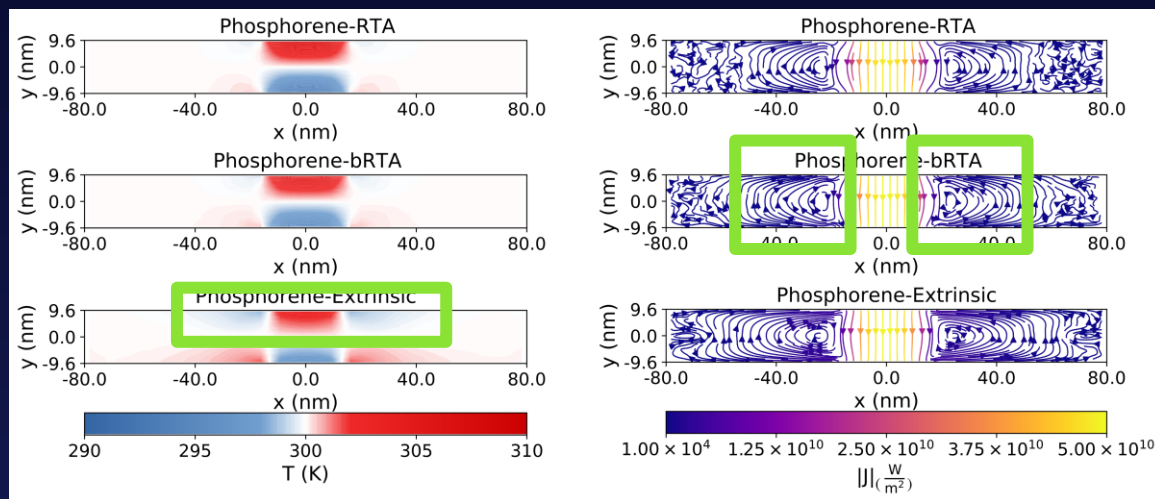 Phosphorene-RTA
9.6
0.0
-9.6
y (nm)
-80.0 -40.0 0.0 40.0 80.0
x (nm)
Phosphorene-RTA
9.6
0.0
-9.6
y (nm)
-80.0 -40.0 0.0 40.0 80.0
x (nm)
Phosphorene-bRTA
9.6
0.0
-9.6
y (nm)
-80.0 -40.0 0.0 40.0 80.0
x (nm)
Phosphorene-bRTA
9.6
0.0
-9.6
y (nm)
-80.0 -40.0 0.0 40.0 80.0
x (nm)
Phosphorene-Extrinsic
9.6
0.0
-9.6
y (nm)
-80.0 -40.0 0.0 40.0 80.0
x (nm)
Phosphorene-Extrinsic
9.6
0.0
-9.6
y (nm)
-80.0 -40.0 0.0 40.0 80.0
x (nm)
290 295 300 305 310
T (K)
1.00 × 10⁴ 1.25 × 10¹⁰ 2.50 × 10¹⁰ 3.75 × 10¹⁰ 5.00 × 10¹⁰
|J|(W/m²)